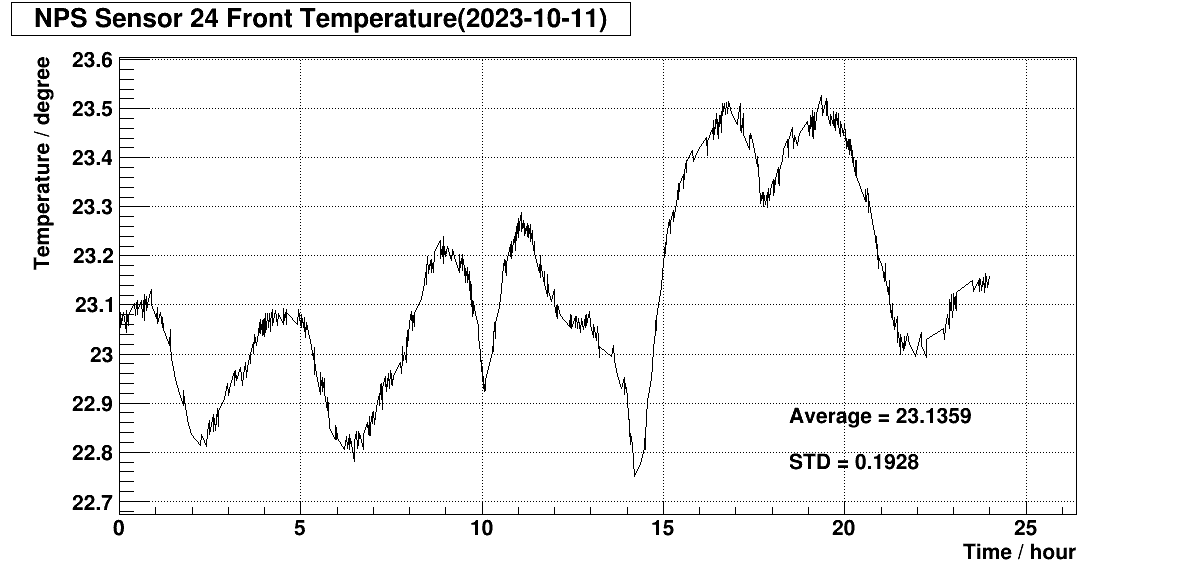 NPS Sensor 24 Front Temperature(2023-10-11)
Temperature / degree
23.6
23.5
23.4
23.3
23.2
23.1
23
22.9
22.8
22.7
Average = 23.1359
STD = 0.1928
0 5 10 15 20 25
Time / hour